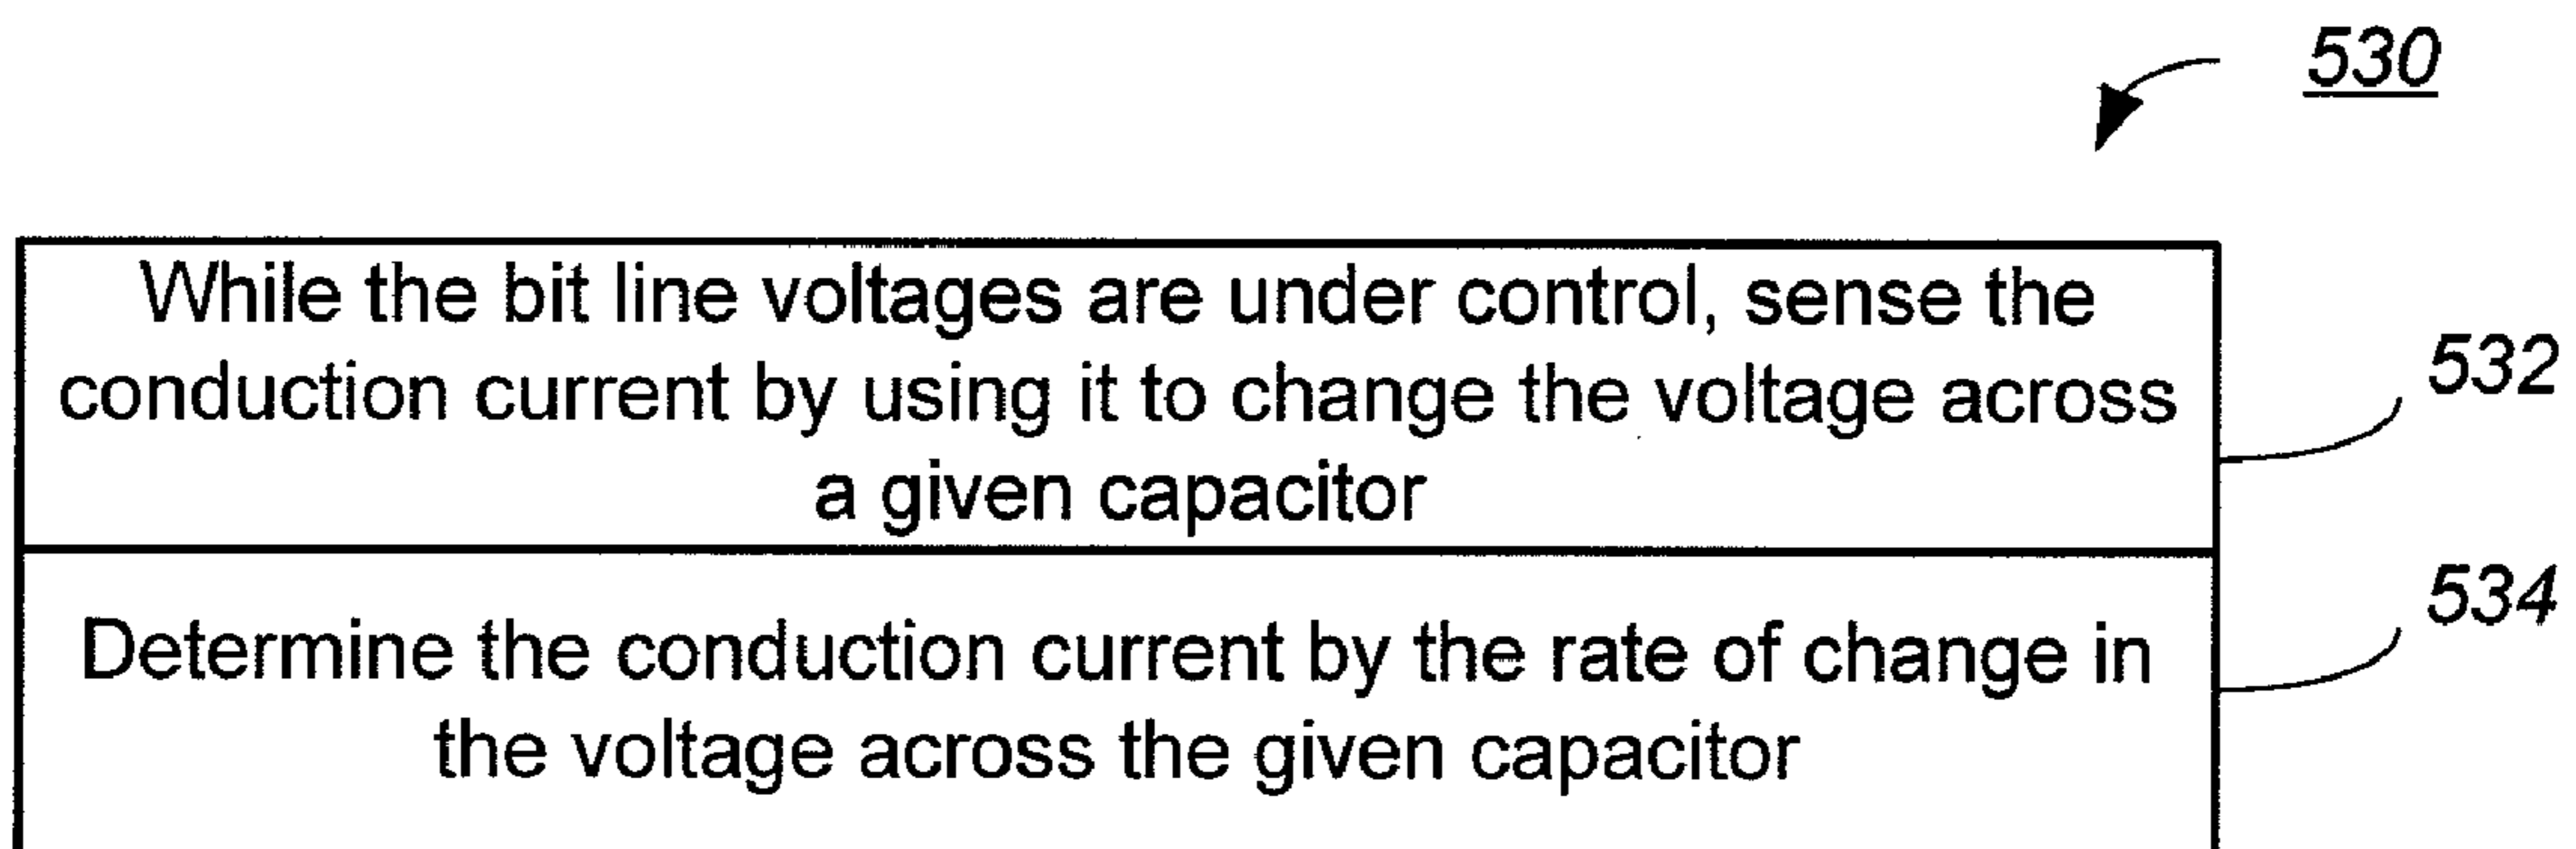 530
While the bit line voltages are under control, sense the
conduction current by using it to change the voltage across
a given capacitor
532
Determine the conduction current by the rate of change in
the voltage across the given capacitor
534